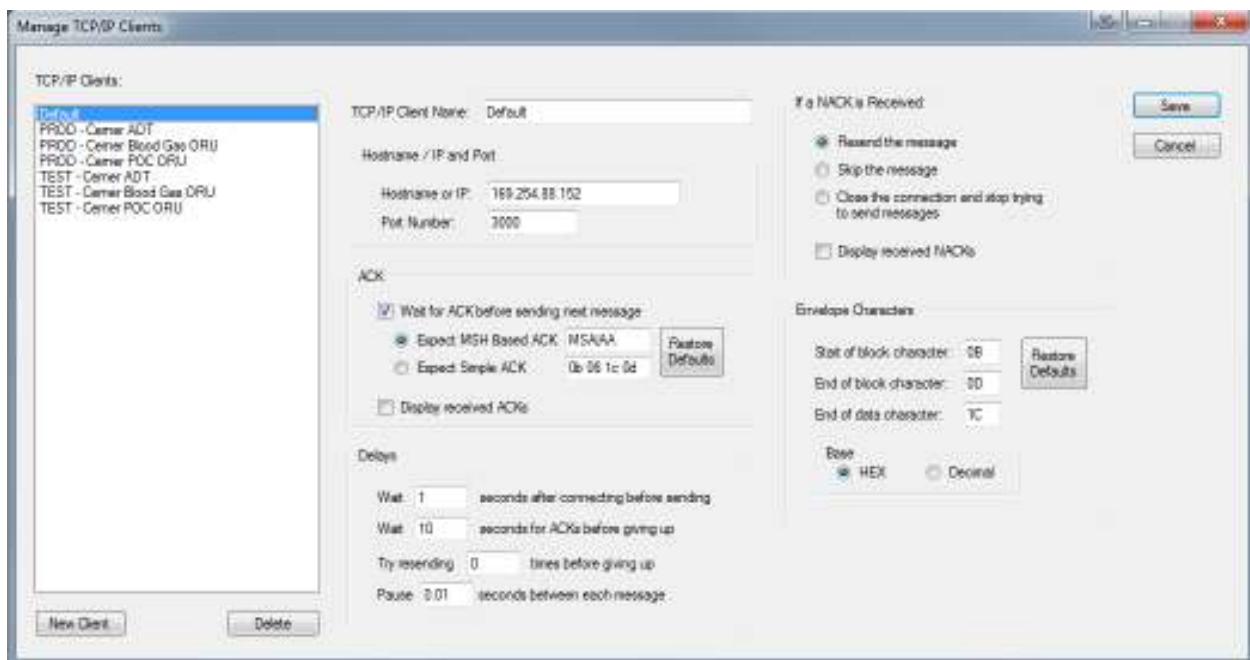 Manage TCP/IP Clients
TCP/IP Clients:
Default
PROD - Cerner ADT
PROD - Cerner Blood Gas ORU
PROD - Cerner POC ORU
TEST - Cerner ADT
TEST - Cerner Blood Gas ORU
TEST - Cerner POC ORU
New Client
Delete
TCP/IP Client Name: Default
Hostname / IP and Port
Hostname or IP: 169.254.88.152
Port Number: 3000
ACK
Wait for ACK before sending next message
Expect MSH Based ACK MSA|AA
Expect Simple ACK 0b 06 1c 0d
Restore
Defaults
Display received ACKs
Delays
Wait 1 seconds after connecting before sending
Wait 10 seconds for ACKs before giving up
Try resending 0 times before giving up
Pause 0.01 seconds between each message
If a NACK is Received:
Resend the message
Skip the message
Close the connection and stop trying
to send messages
Display received NACKs
Envelope Characters
Start of block character: 0B
End of block character: 0D
End of data character: 1C
Restore
Defaults
Base
HEX Decimal
Save
Cancel